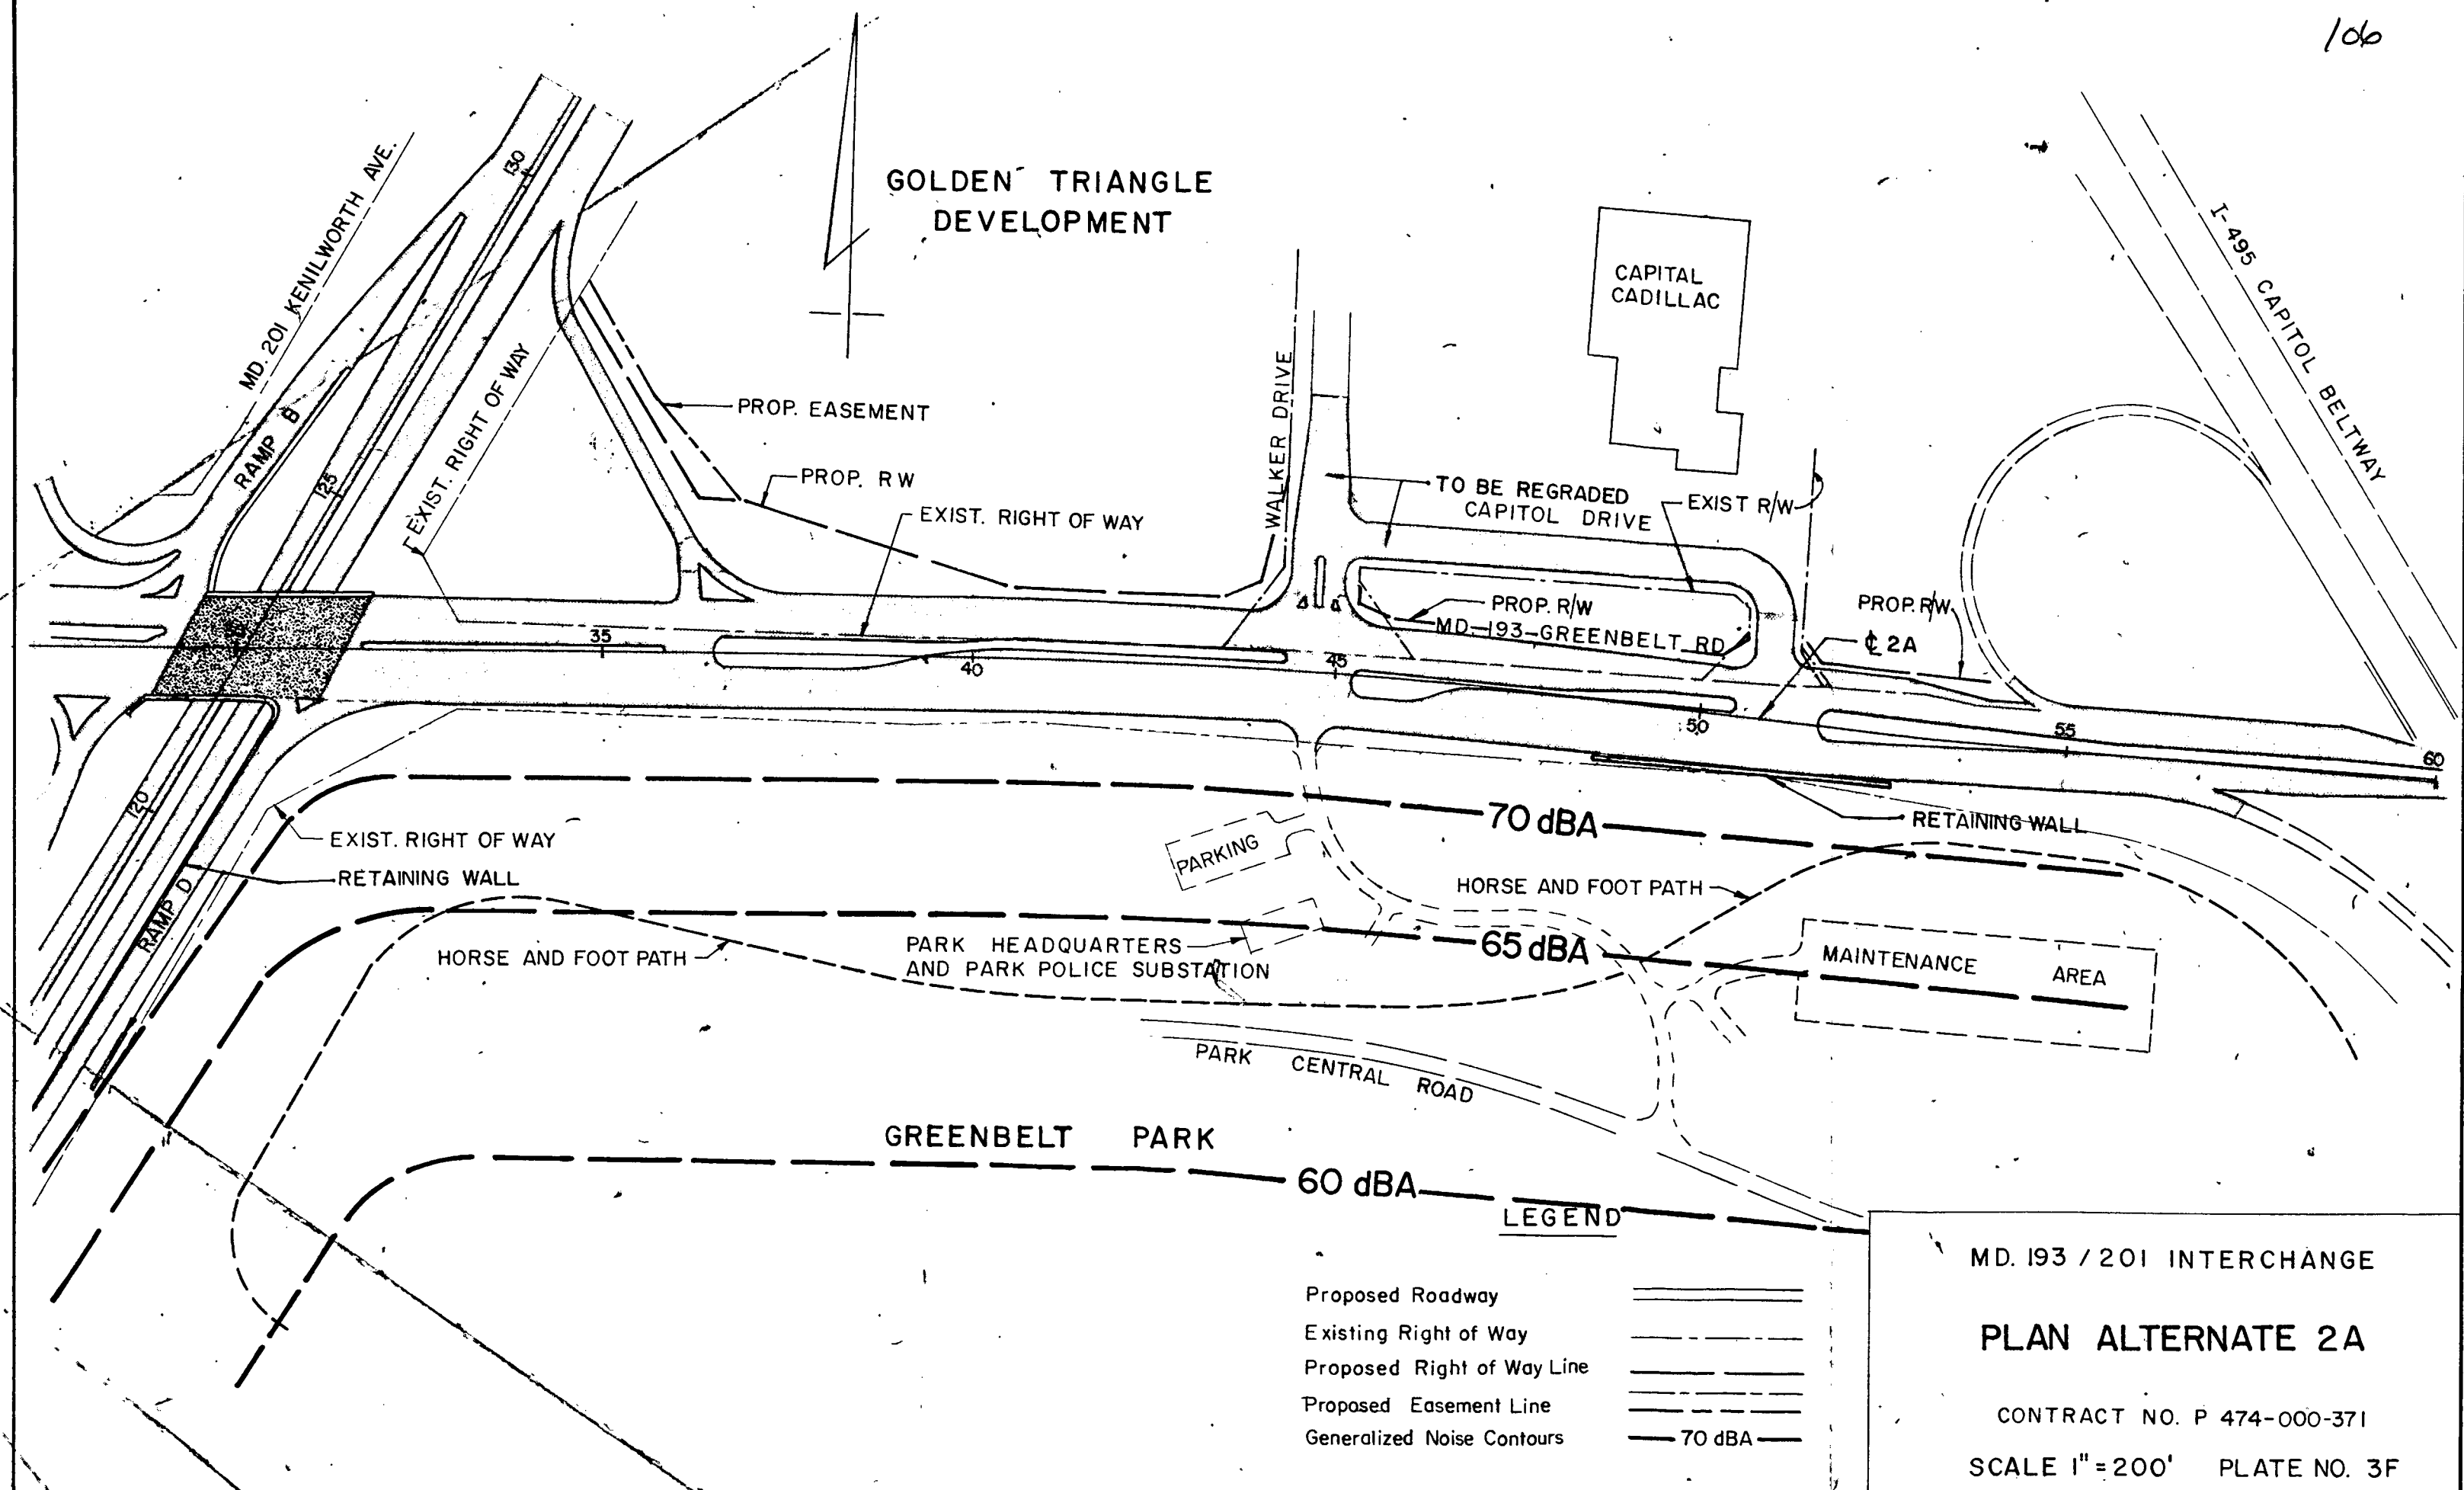 106
GOLDEN TRIANGLE
DEVELOPMENT
MD. 201 KENILWORTH AVE.
130
I-495 CAPITOL BELTWAY
CAPITAL
CADILLAC
RAMP B
125
EXIST. RIGHT OF WAY
PROP. EASEMENT
PROP. RW
EXIST. RIGHT OF WAY
WALKER DRIVE
TO BE REGRADED
CAPITOL DRIVE
EXIST R/W
PROP. R/W
MD.-193-GREENBELT RD
PROP. R/W
℄ 2A
35
40
45
50
55
60
120
EXIST. RIGHT OF WAY
RETAINING WALL
RAMP D
70 dBA
RETAINING WALL
PARKING
HORSE AND FOOT PATH
HORSE AND FOOT PATH
PARK HEADQUARTERS
AND PARK POLICE SUBSTATION
65 dBA
MAINTENANCE AREA
PARK CENTRAL ROAD
GREENBELT PARK
60 dBA
LEGEND
Proposed Roadway
Existing Right of Way
Proposed Right of Way Line
Proposed Easement Line
Generalized Noise Contours 70 dBA
MD. 193 / 201 INTERCHANGE
PLAN ALTERNATE 2A
CONTRACT NO. P 474-000-371
SCALE 1" = 200' PLATE NO. 3F